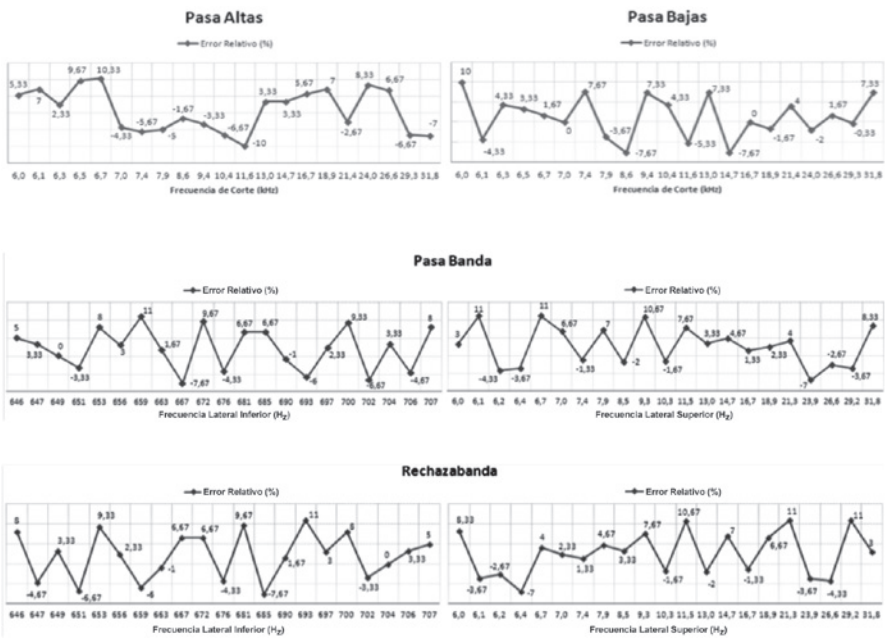 Pasa Altas
Error Relativo (%)
5,33 7 2,33 9,67 10,33 -4,33 -5,67 -5 -1,67 -3,33 -6,67 -10 3,33 3,33 5,67 7 -2,67 8,33 6,67 -6,67 -7
6,0 6,1 6,3 6,5 6,7 7,0 7,4 7,9 8,6 9,4 10,4 11,6 13,0 14,7 16,7 18,9 21,4 24,0 26,6 29,3 31,8
Frecuencia de Corte (kHz)
Pasa Bajas
Error Relativo (%)
10 -4,33 4,33 3,33 1,67 0 7,67 -3,67 -7,67 7,33 4,33 -5,33 7,33 -7,67 0 -1,67 4 -2 1,67 -0,33 7,33
6,0 6,1 6,3 6,5 6,7 7,0 7,4 7,9 8,6 9,4 10,4 11,6 13,0 14,7 16,7 18,9 21,4 24,0 26,6 29,3 31,8
Frecuencia de Corte (kHz)
Pasa Banda
Error Relativo (%)
5 3,33 0 -3,33 8 3 11 1,67 -7,67 9,67 -4,33 6,67 6,67 -1 -6 2,33 9,33 -6,67 3,33 -4,67 8
646 647 649 651 653 656 659 663 667 672 676 681 685 690 693 697 700 702 704 706 707
Frecuencia Lateral Inferior (Hz)
Error Relativo (%)
3 11 -4,33 -3,67 11 6,67 -1,33 7 -2 10,67 -1,67 7,67 3,33 4,67 1,33 2,33 4 -7 -2,67 -3,67 8,33
6,0 6,1 6,2 6,4 6,7 7,0 7,4 7,9 8,5 9,3 10,3 11,5 13,0 14,7 16,7 18,9 21,3 23,9 26,6 29,2 31,8
Frecuencia Lateral Superior (Hz)
Rechazabanda
Error Relativo (%)
8 -4,67 3,33 -6,67 9,33 2,33 -6 -1 6,67 6,67 -4,33 9,67 -7,67 1,67 11 3 8 -3,33 0 3,33 5
646 647 649 651 653 656 659 663 667 672 676 681 685 690 693 697 700 702 704 706 707
Frecuencia Lateral Inferior (Hz)
Error Relativo (%)
8,33 -3,67 -2,67 -7 4 2,33 1,33 4,67 3,33 7,67 -1,67 10,67 -2 7 -1,33 6,67 11 -3,67 -4,33 11 3
6,0 6,1 6,2 6,4 6,7 7,0 7,4 7,9 8,5 9,3 10,3 11,5 13,0 14,7 16,7 18,9 21,3 23,9 26,6 29,2 31,8
Frecuencia Lateral Superior (Hz)